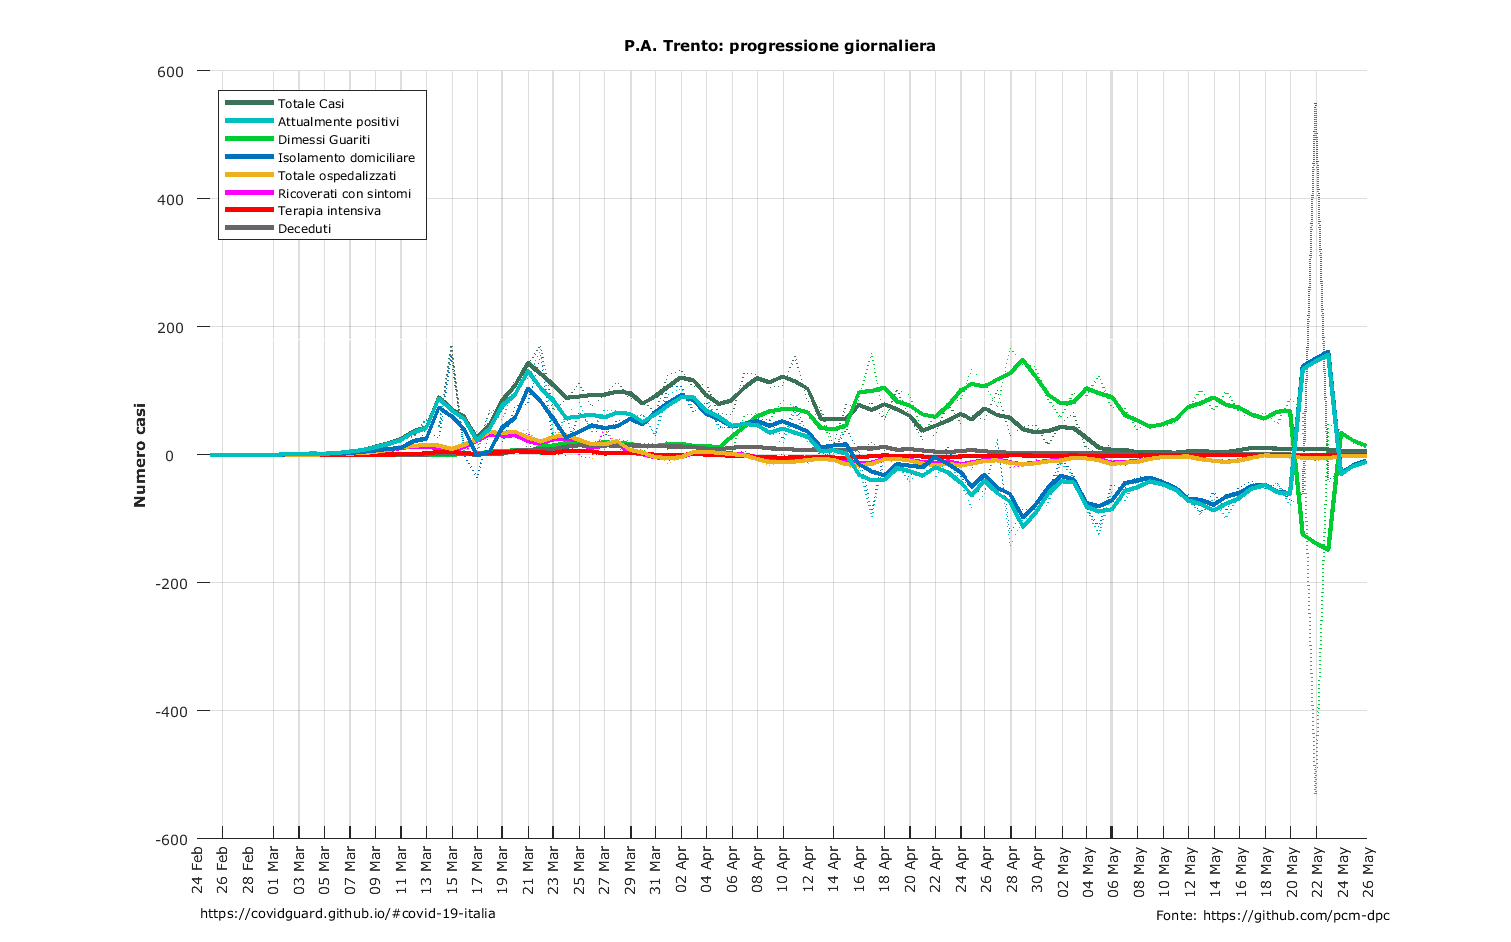 P.A. Trento: progressione giornaliera
600
400
200
0
-200
-400
-600
Numero casi
Totale Casi
Attualmente positivi
Dimessi Guariti
Isolamento domiciliare
Totale ospedalizzati
Ricoverati con sintomi
Terapia intensiva
Deceduti
24 Feb
26 Feb
28 Feb
01 Mar
03 Mar
05 Mar
07 Mar
09 Mar
11 Mar
13 Mar
15 Mar
17 Mar
19 Mar
21 Mar
23 Mar
25 Mar
27 Mar
29 Mar
31 Mar
02 Apr
04 Apr
06 Apr
08 Apr
10 Apr
12 Apr
14 Apr
16 Apr
18 Apr
20 Apr
22 Apr
24 Apr
26 Apr
28 Apr
30 Apr
02 May
04 May
06 May
08 May
10 May
12 May
14 May
16 May
18 May
20 May
22 May
24 May
26 May
https://covidguard.github.io/#covid-19-italia
Fonte: https://github.com/pcm-dpc